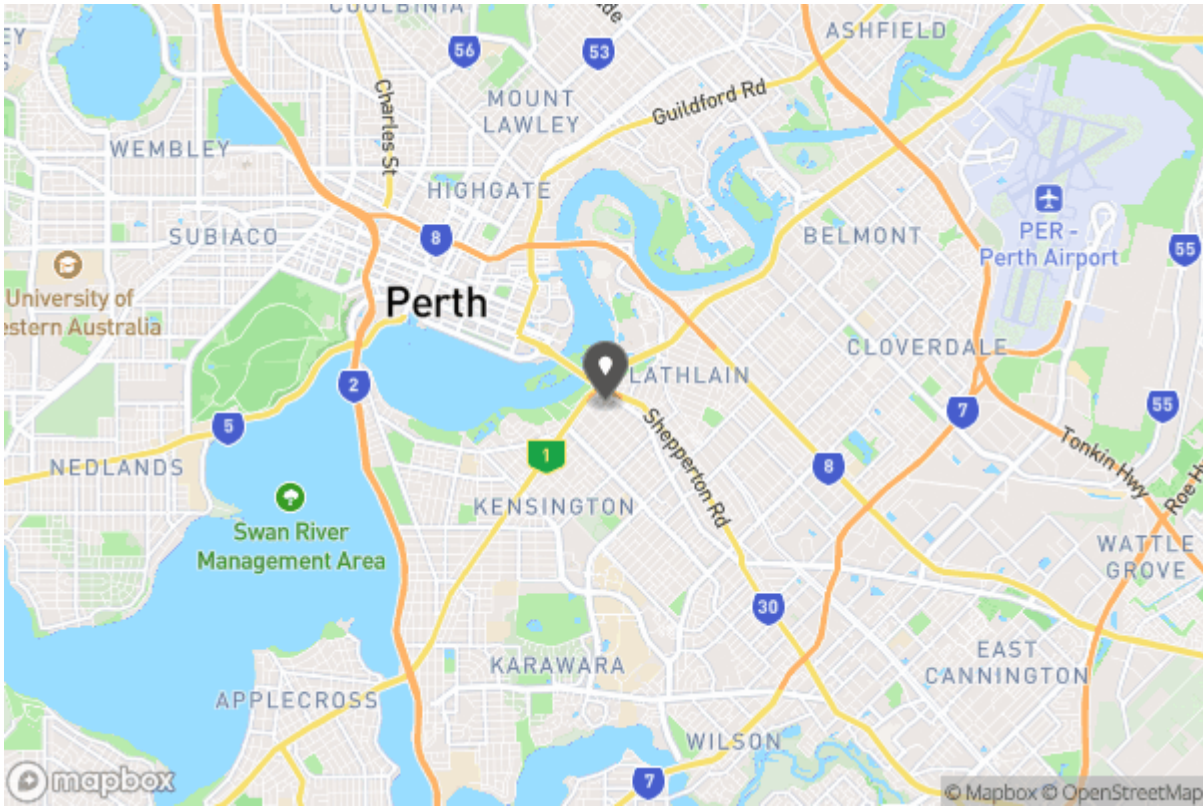 COOLBINIA
ASHFIELD
56
53
MOUNT
LAWLEY
Charles St
Guildford Rd
WEMBLEY
HIGHGATE
SUBIACO
8
BELMONT
PER -
Perth Airport
55
University of
estern Australia
Perth
CLOVERDALE
LATHLAIN
2
7
55
5
Shepperton Rd
Tonkin Hwy
NEDLANDS
1
8
KENSINGTON
Roe H
Swan River
Management Area
WATTLE
GROVE
30
EAST
CANNINGTON
KARAWARA
APPLECROSS
WILSON
7
mapbox
© Mapbox © OpenStreetMap